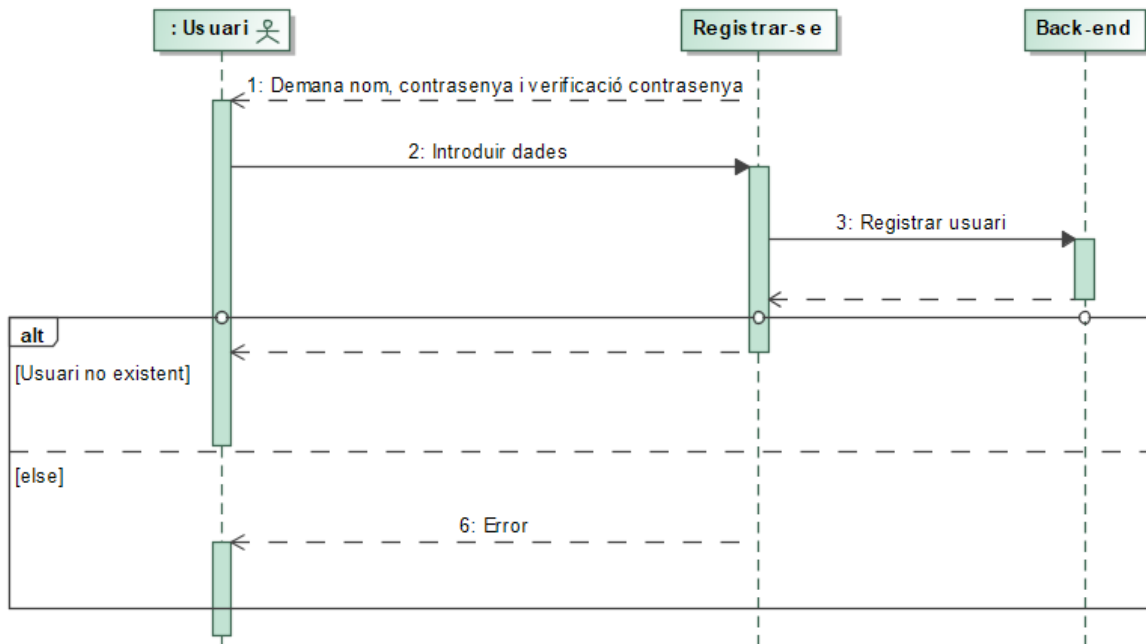 : Usuari
Registrar-se
Back-end
1: Demana nom, contrasenya i verificació contrasenya
2: Introduir dades
3: Registrar usuari
alt
[Usuari no existent]
[else]
6: Error